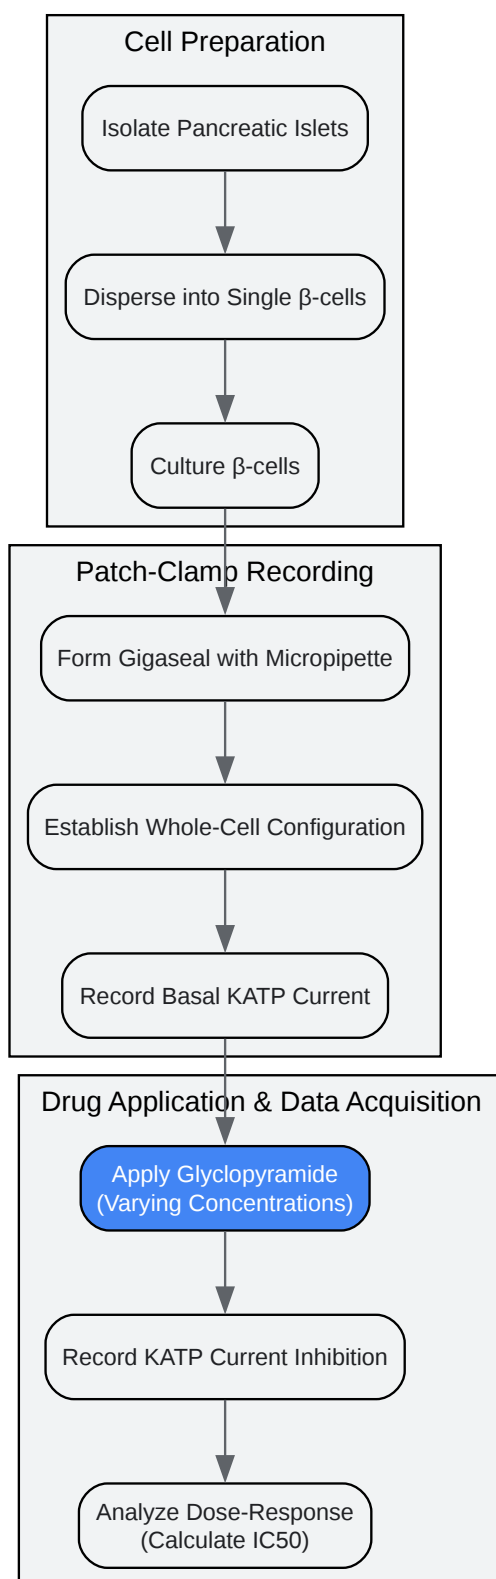 Cell Preparation
Isolate Pancreatic Islets
Disperse into Single β-cells
Culture β-cells
Patch-Clamp Recording
Form Gigaseal with Micropipette
Establish Whole-Cell Configuration
Record Basal KATP Current
Drug Application & Data Acquisition
Apply Glyclopyramide
(Varying Concentrations)
Record KATP Current Inhibition
Analyze Dose-Response
(Calculate IC50)